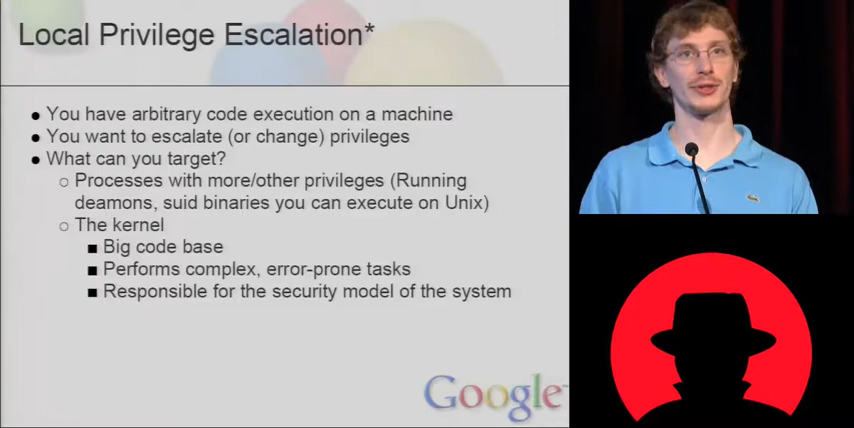 Local Privilege Escalation*
● You have arbitrary code execution on a machine
● You want to escalate (or change) privileges
● What can you target?
○ Processes with more/other privileges (Running
deamons, suid binaries you can execute on Unix)
○ The kernel
■ Big code base
■ Performs complex, error-prone tasks
■ Responsible for the security model of the system
Google™